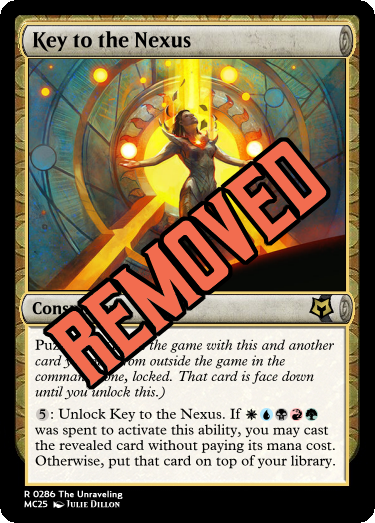 Key to the Nexus
REMOVED
Cons
Puz the game with this and another
card from outside the game in the
command zone, locked. That card is face down
until you unlock this.)
5: Unlock Key to the Nexus. If
was spent to activate this ability, you may cast
the revealed card without paying its mana cost.
Otherwise, put that card on top of your library.
R 0286 The Unraveling
MC25 JULIE DILLON